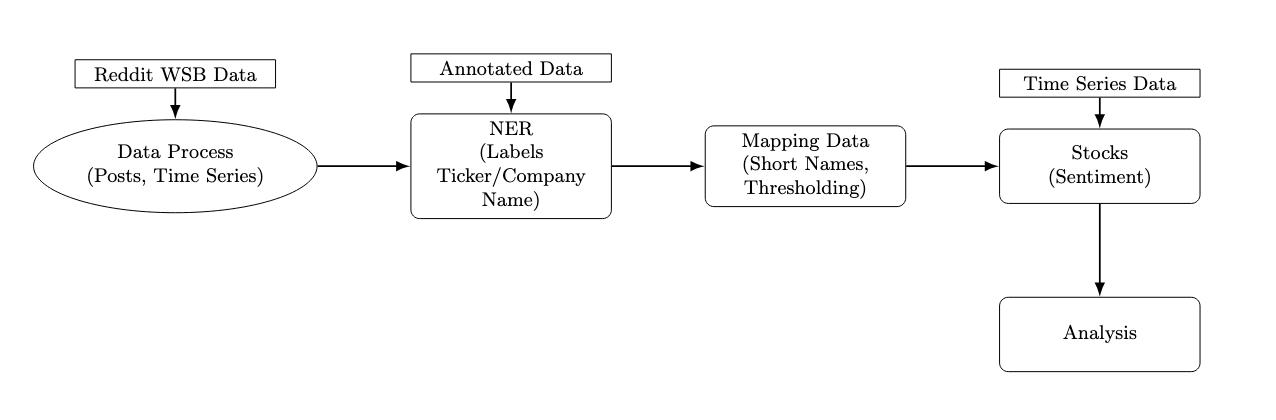 Reddit WSB Data
Data Process
(Posts, Time Series)
Annotated Data
NER
(Labels
Ticker/Company
Name)
Mapping Data
(Short Names,
Thresholding)
Time Series Data
Stocks
(Sentiment)
Analysis